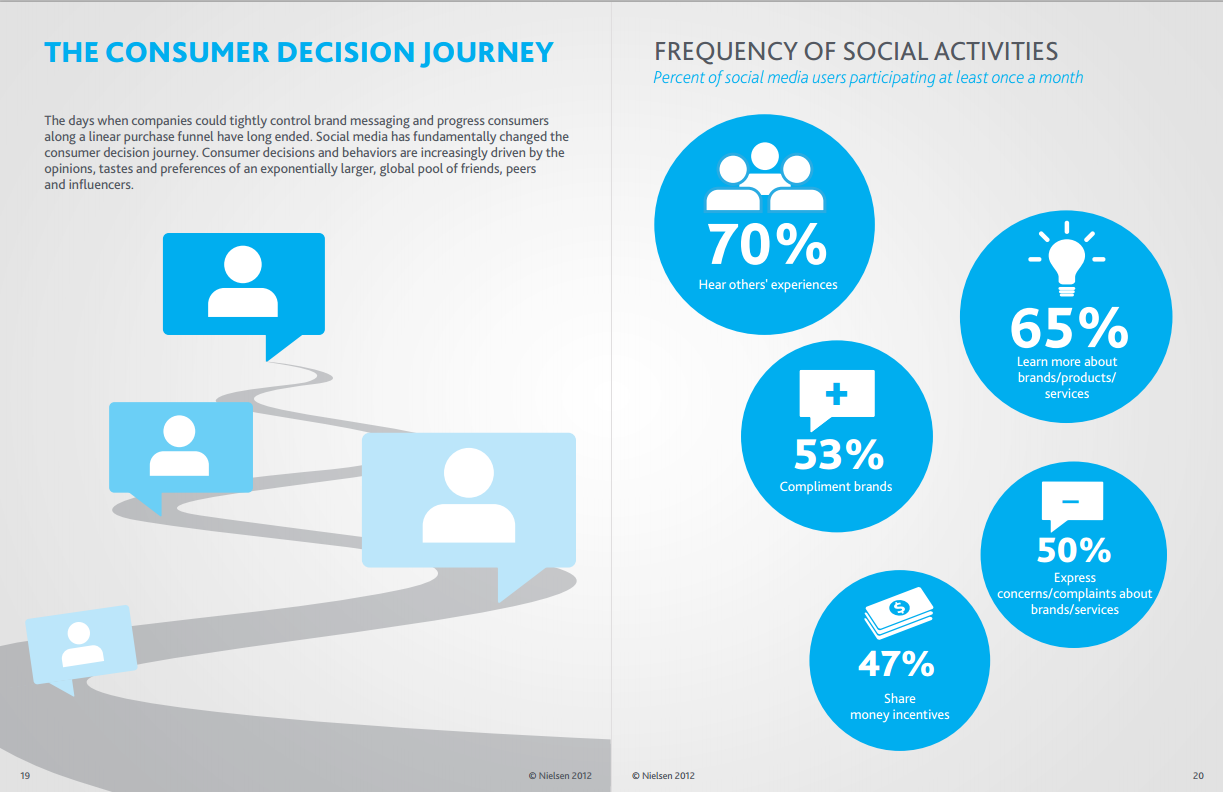 THE CONSUMER DECISION JOURNEY
The days when companies could tightly control brand messaging and progress consumers
along a linear purchase funnel have long ended. Social media has fundamentally changed the
consumer decision journey. Consumer decisions and behaviors are increasingly driven by the
opinions, tastes and preferences of an exponentially larger, global pool of friends, peers
and influencers.
19
© Nielsen 2012
FREQUENCY OF SOCIAL ACTIVITIES
Percent of social media users participating at least once a month
70%
Hear others' experiences
65%
Learn more about
brands/products/
services
53%
Compliment brands
50%
Express
concerns/complaints about
brands/services
$
47%
Share
money incentives
© Nielsen 2012
20